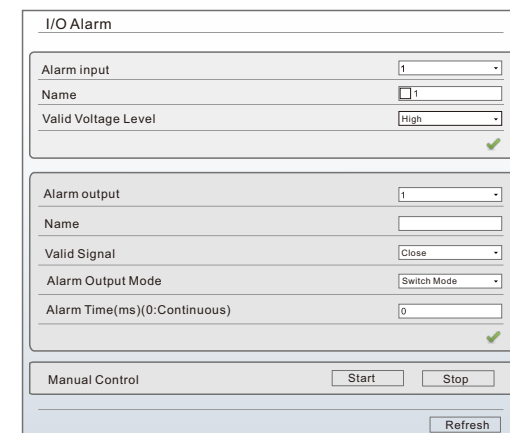 I/O Alarm
Alarm input 1
Name 1
Valid Voltage Level High
Alarm output 1
Name
Valid Signal Close
Alarm Output Mode Switch Mode
Alarm Time(ms)(0:Continuous) 0
Manual Control Start Stop
Refresh